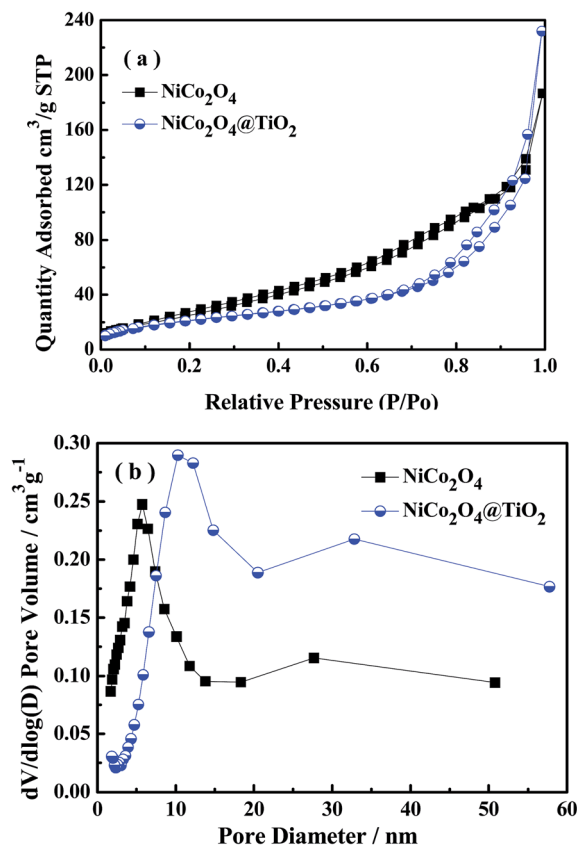 ( a )
NiCo₂O₄
NiCo₂O₄@TiO₂
Quantity Adsorbed cm³/g STP
240
200
160
120
80
40
0
0.0 0.2 0.4 0.6 0.8 1.0
Relative Pressure (P/Po)
( b )
NiCo₂O₄
NiCo₂O₄@TiO₂
dV/dlog(D) Pore Volume / cm³g⁻¹
0.30
0.25
0.20
0.15
0.10
0.05
0.00
0 10 20 30 40 50 60
Pore Diameter / nm